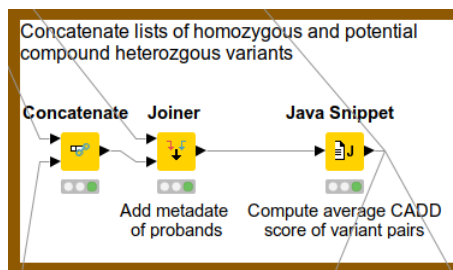 Concatenate lists of homozygous and potential
compound heterozgous variants
Concatenate Joiner Java Snippet
J
Add metadate Compute average CADD
of probands score of variant pairs